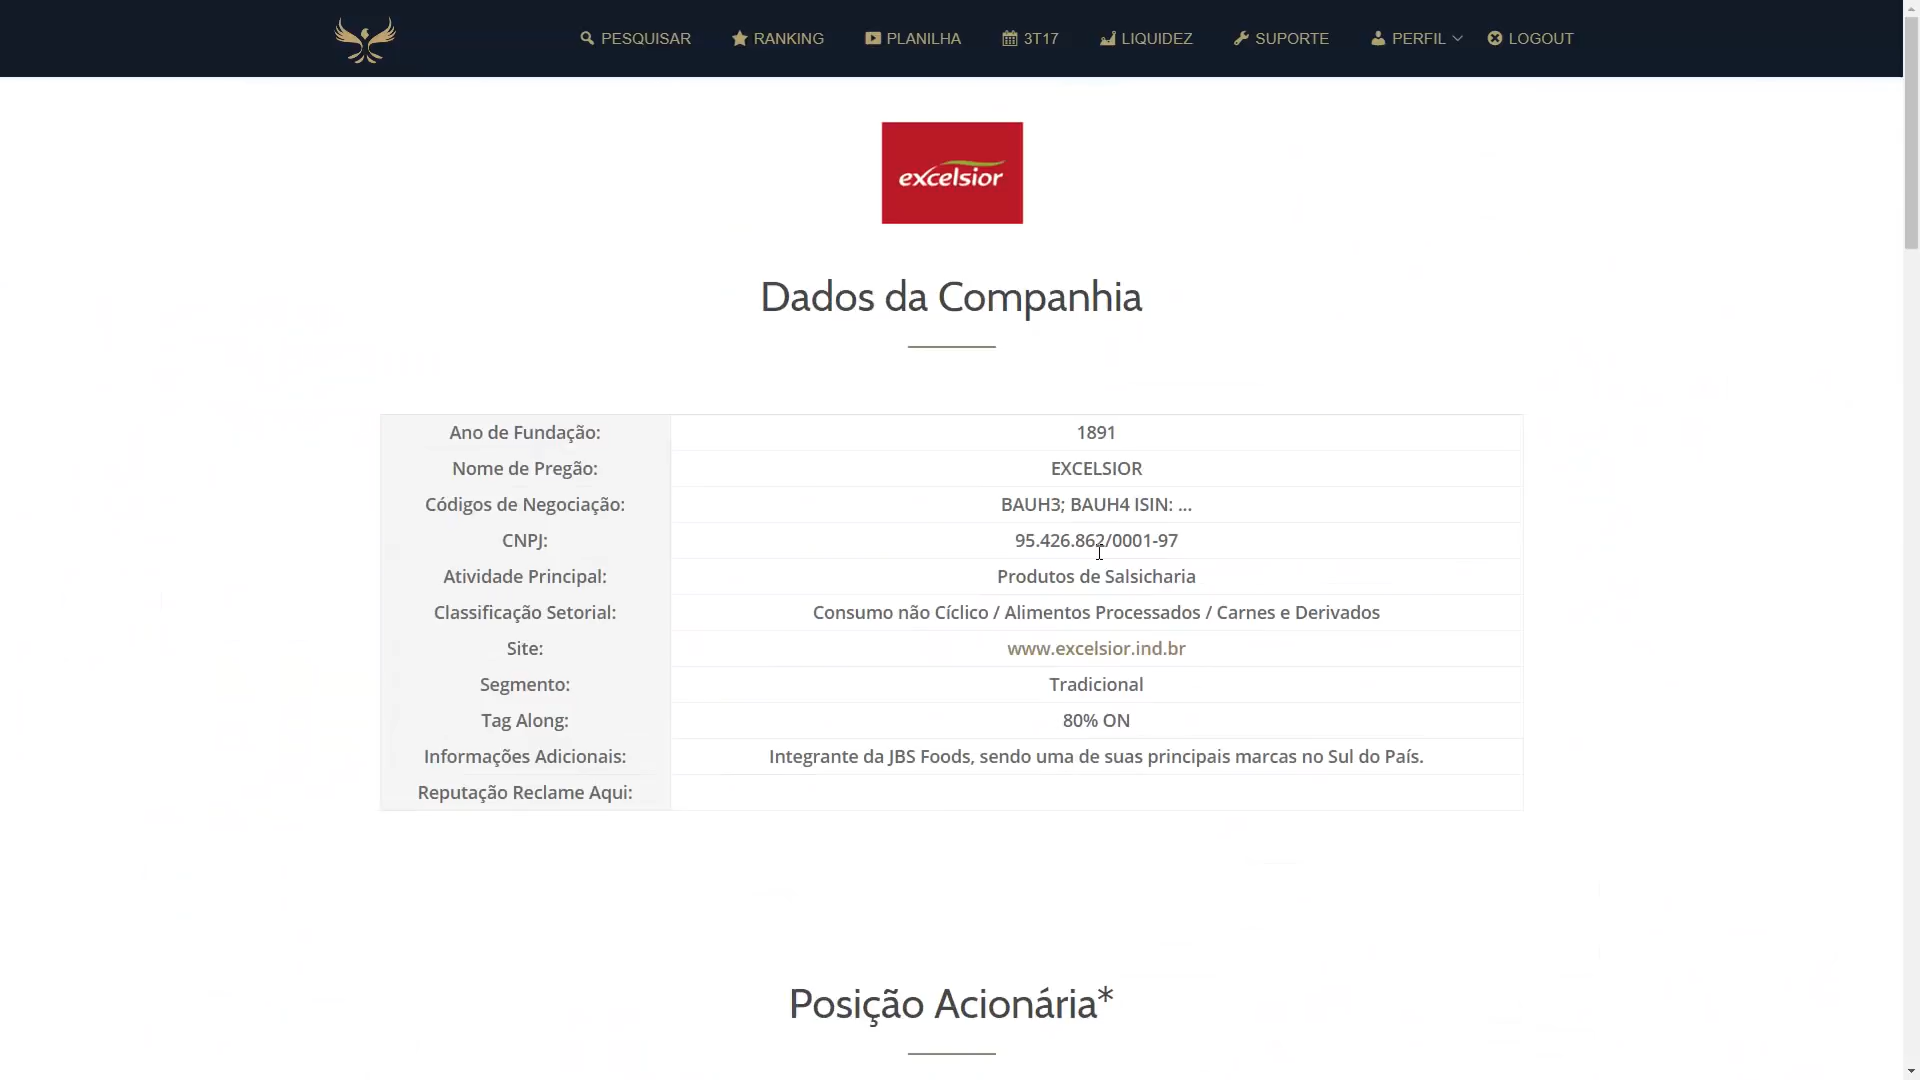 PESQUISAR RANKING PLANILHA 3T17 LIQUIDEZ SUPORTE PERFIL LOGOUT
excelsior
Dados da Companhia
Ano de Fundação: 1891
Nome de Pregão: EXCELSIOR
Códigos de Negociação: BAUH3; BAUH4 ISIN: ...
CNPJ: 95.426.862/0001-97
Atividade Principal: Produtos de Salsicharia
Classificação Setorial: Consumo não Cíclico / Alimentos Processados / Carnes e Derivados
Site: www.excelsior.ind.br
Segmento: Tradicional
Tag Along: 80% ON
Informações Adicionais: Integrante da JBS Foods, sendo uma de suas principais marcas no Sul do País.
Reputação Reclame Aqui:
Posição Acionária*